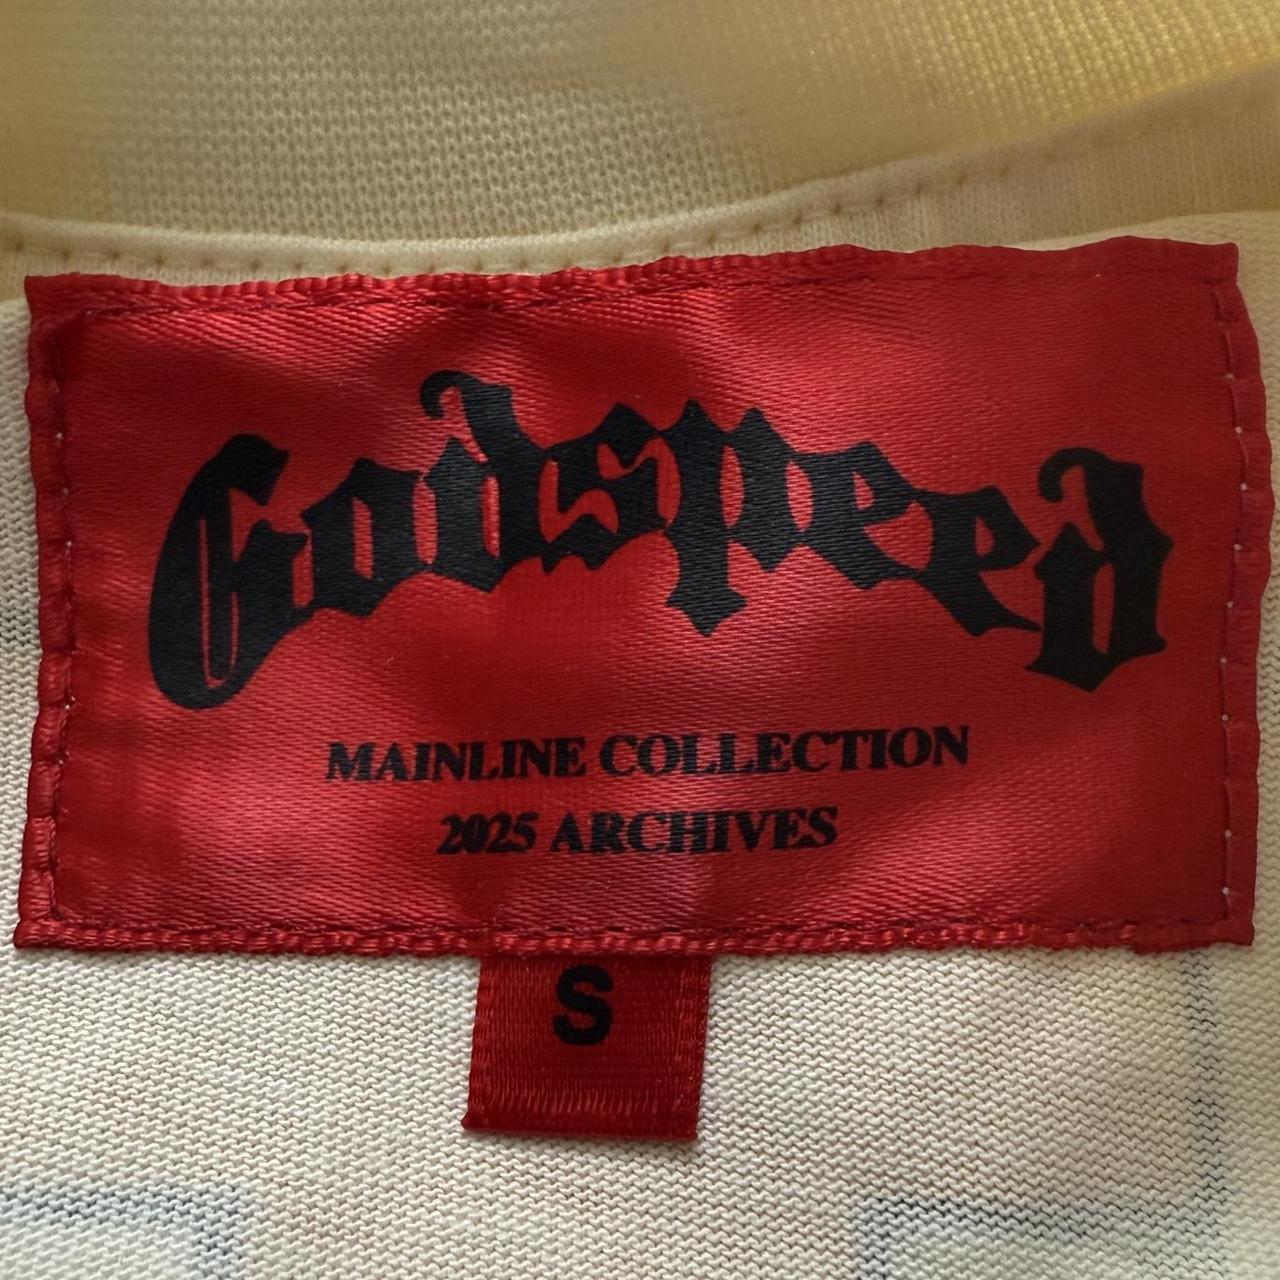 Godspeed
MAINLINE COLLECTION
2025 ARCHIVES
S